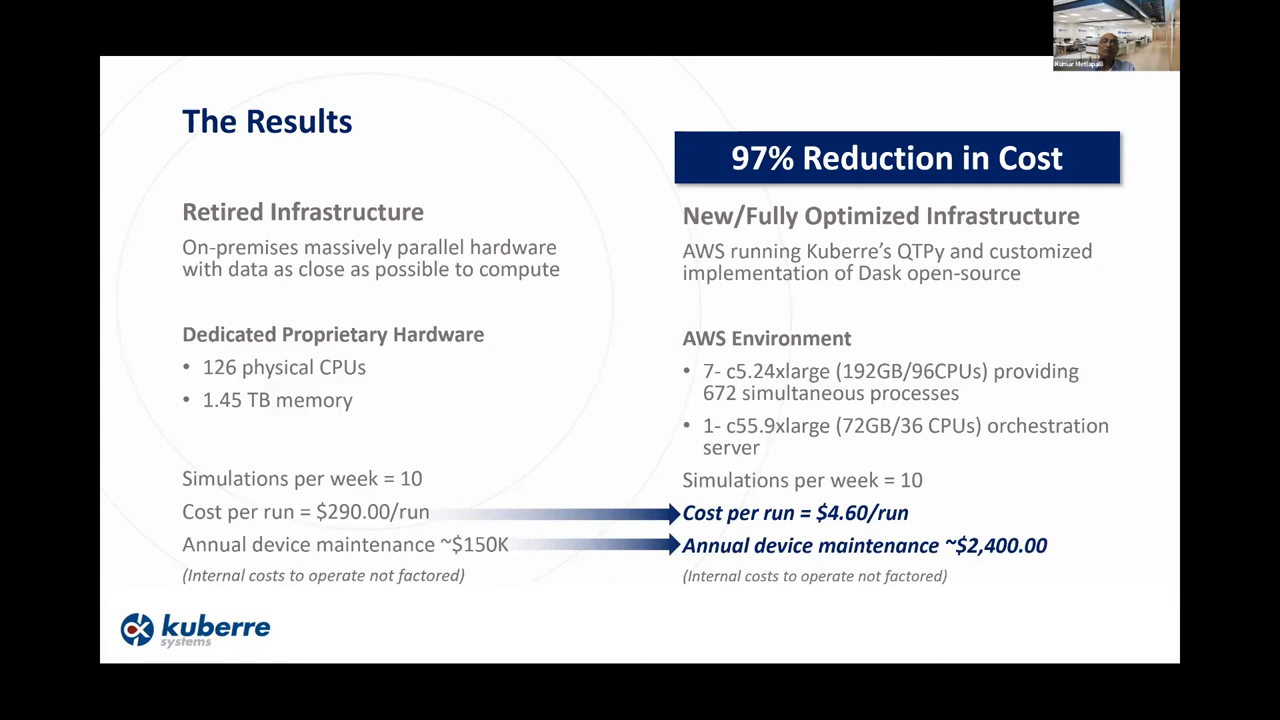 Kumar Metlapalli
The Results
97% Reduction in Cost
Retired Infrastructure
On-premises massively parallel hardware
with data as close as possible to compute
Dedicated Proprietary Hardware
• 126 physical CPUs
• 1.45 TB memory
Simulations per week = 10
Cost per run = $290.00/run
Annual device maintenance ~$150K
(Internal costs to operate not factored)
New/Fully Optimized Infrastructure
AWS running Kuberre’s QTPy and customized
implementation of Dask open-source
AWS Environment
• 7- c5.24xlarge (192GB/96CPUs) providing
672 simultaneous processes
• 1- c55.9xlarge (72GB/36 CPUs) orchestration
server
Simulations per week = 10
Cost per run = $4.60/run
Annual device maintenance ~$2,400.00
(Internal costs to operate not factored)
kuberre
systems